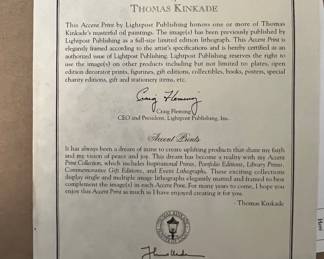 THOMAS KINKADE
This Accent Print by Lightpost Publishing honors one or more of Thomas
Kinkade's masterful oil paintings. The image(s) has been previously published by
Lightpost Publishing as a full-size limited edition lithograph. This Accent Print is
elegantly framed according to the artist's specifications and is hereby certified as an
authorized issue of Lightpost Publishing. Lightpost Publishing reserves the right to
use the image(s) on other products including but not limited to: plates, open
edition decorator prints, figurines, gift editions, collectibles, books, posters, special
charity editions, gift and stationery items, etc.
Craig Fleming
Craig Fleming
CEO and President, Lightpost Publishing, Inc.
Accent Prints
It has always been a dream of mine to create uplifting products that share my faith
and my vision of peace and joy. This dream has become a reality with my Accent
Print Collection, which includes Inspirational Prints, Portfolio Editions, Library Prints,
Commemorative Gift Editions, and Event Lithographs. These exciting collections
display single and multiple image lithographs elegantly matted and framed to best
complement the image(s) in each Accent Print. For many years to come, I hope you
enjoy this Accent Print as much as I have enjoyed creating it for you.
- Thomas Kinkade
THOMAS KINKADE